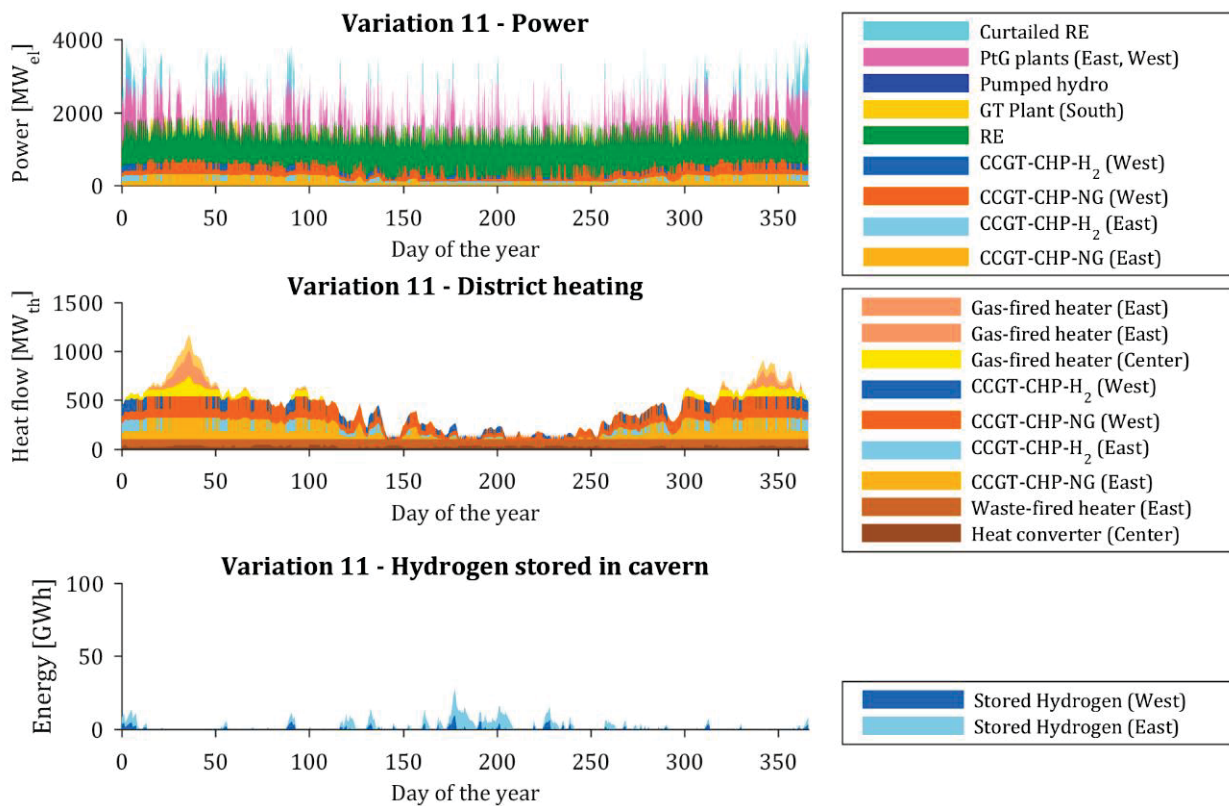 Variation 11 - Power
Power [MWel]
4000
2000
0
0 50 100 150 200 250 300 350
Day of the year
Curtailed RE
PtG plants (East, West)
Pumped hydro
GT Plant (South)
RE
CCGT-CHP-H2 (West)
CCGT-CHP-NG (West)
CCGT-CHP-H2 (East)
CCGT-CHP-NG (East)
Variation 11 - District heating
Heat flow [MWth]
1500
1000
500
0
0 50 100 150 200 250 300 350
Day of the year
Gas-fired heater (East)
Gas-fired heater (East)
Gas-fired heater (Center)
CCGT-CHP-H2 (West)
CCGT-CHP-NG (West)
CCGT-CHP-H2 (East)
CCGT-CHP-NG (East)
Waste-fired heater (East)
Heat converter (Center)
Variation 11 - Hydrogen stored in cavern
Energy [GWh]
100
50
0
0 50 100 150 200 250 300 350
Day of the year
Stored Hydrogen (West)
Stored Hydrogen (East)